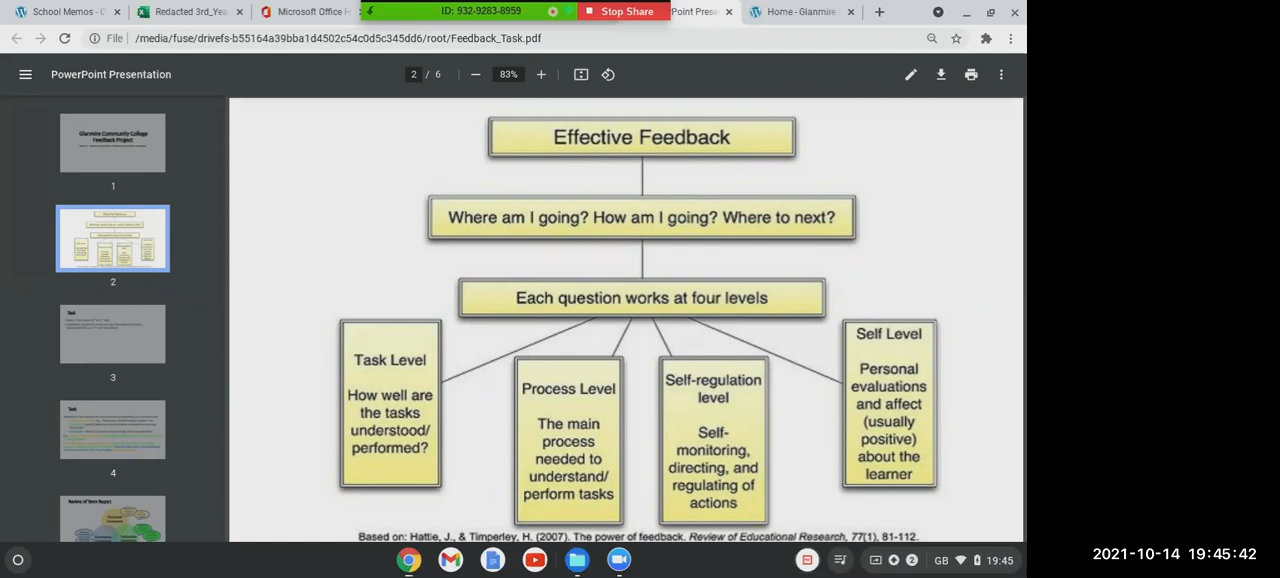 School Memos - G
Redacted 3rd_Yea
Microsoft Office H
ID: 932-9283-8959
Stop Share
Point Prese
Home - Glanmire
File
/media/fuse/drivefs-b55164a39bba1d4502c54c0d5c345dd6/root/Feedback_Task.pdf
PowerPoint Presentation
2 / 6
83%
Glanmire Community College
Feedback Project
1
2
Task
3
Task
4
Review of Term Report
Effective Feedback
Where am I going? How am I going? Where to next?
Each question works at four levels
Task Level
How well are
the tasks
understood/
performed?
Process Level
The main
process
needed to
understand/
perform tasks
Self-regulation
level
Self-
monitoring,
directing, and
regulating of
actions
Self Level
Personal
evaluations
and affect
(usually
positive)
about the
learner
Based on: Hattie, J., & Timperley, H. (2007). The power of feedback. Review of Educational Research, 77(1), 81-112.
GB
19:45
2021-10-14 19:45:42